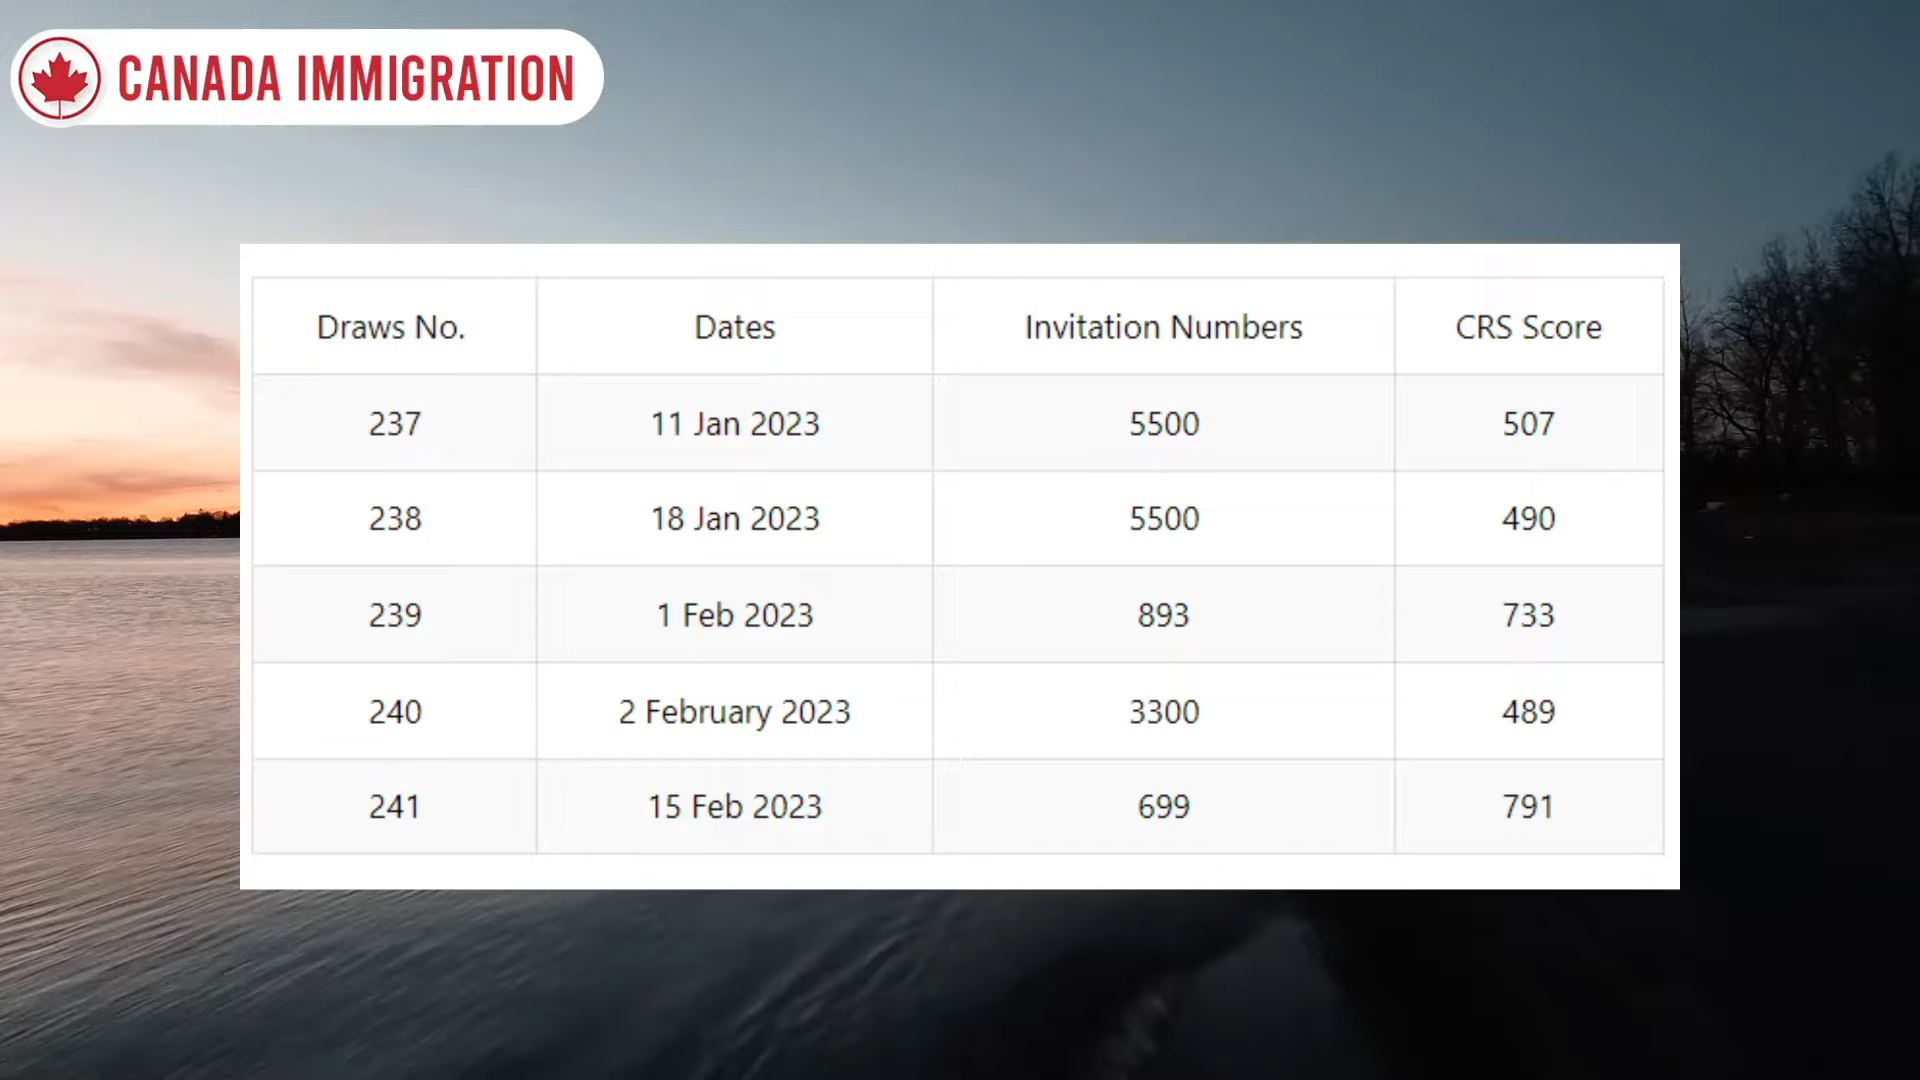 CANADA IMMIGRATION
Draws No. Dates Invitation Numbers CRS Score
237 11 Jan 2023 5500 507
238 18 Jan 2023 5500 490
239 1 Feb 2023 893 733
240 2 February 2023 3300 489
241 15 Feb 2023 699 791